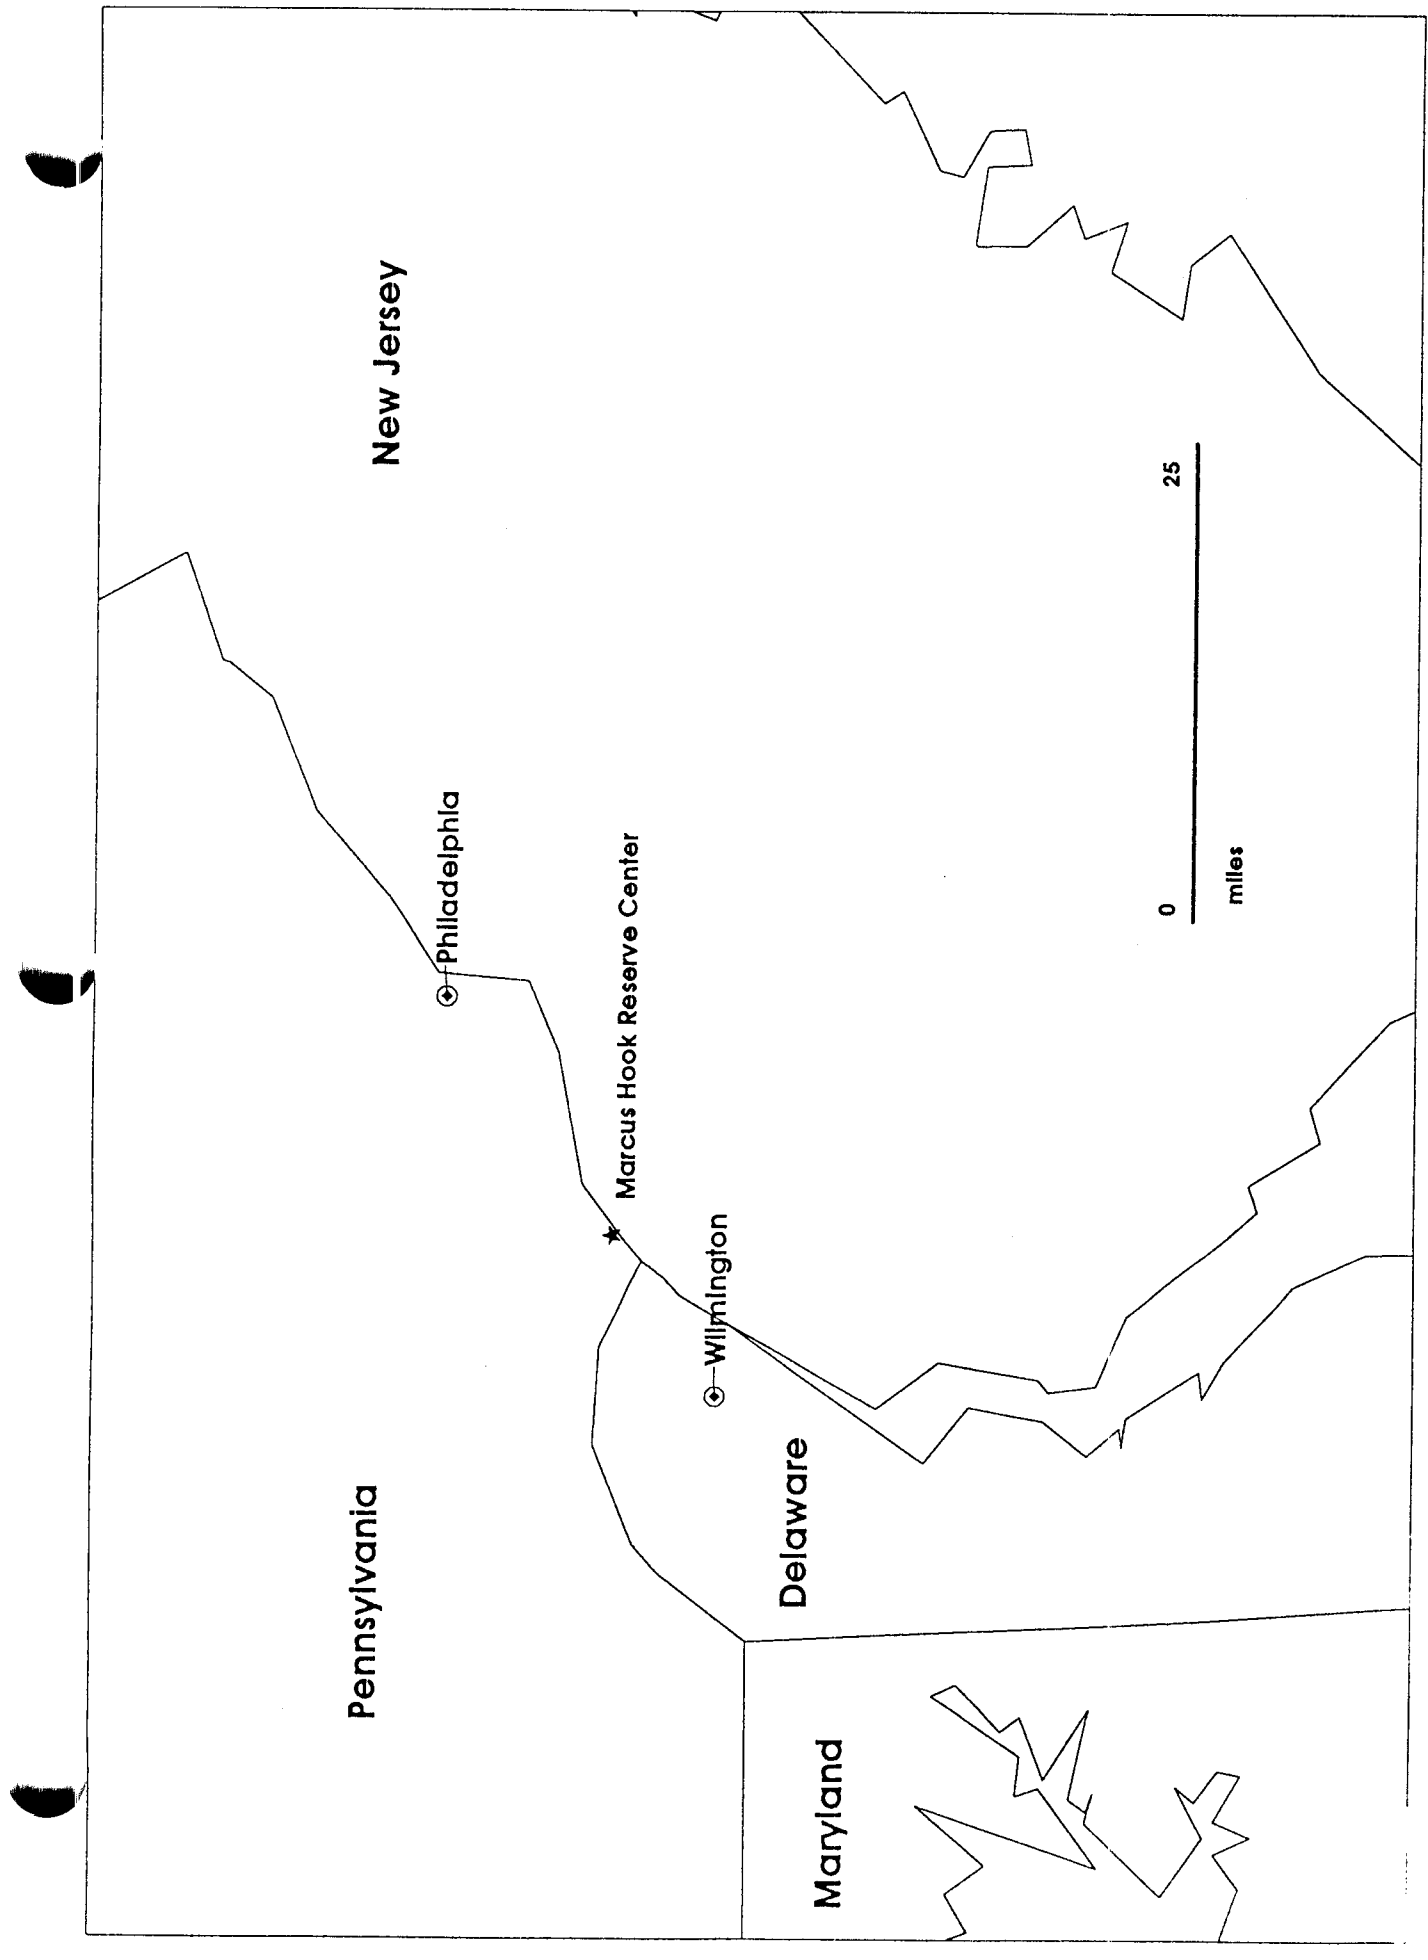 New Jersey
Pennsylvania
Philadelphia
Marcus Hook Reserve Center
Wilmington
Delaware
Maryland
0
25
miles